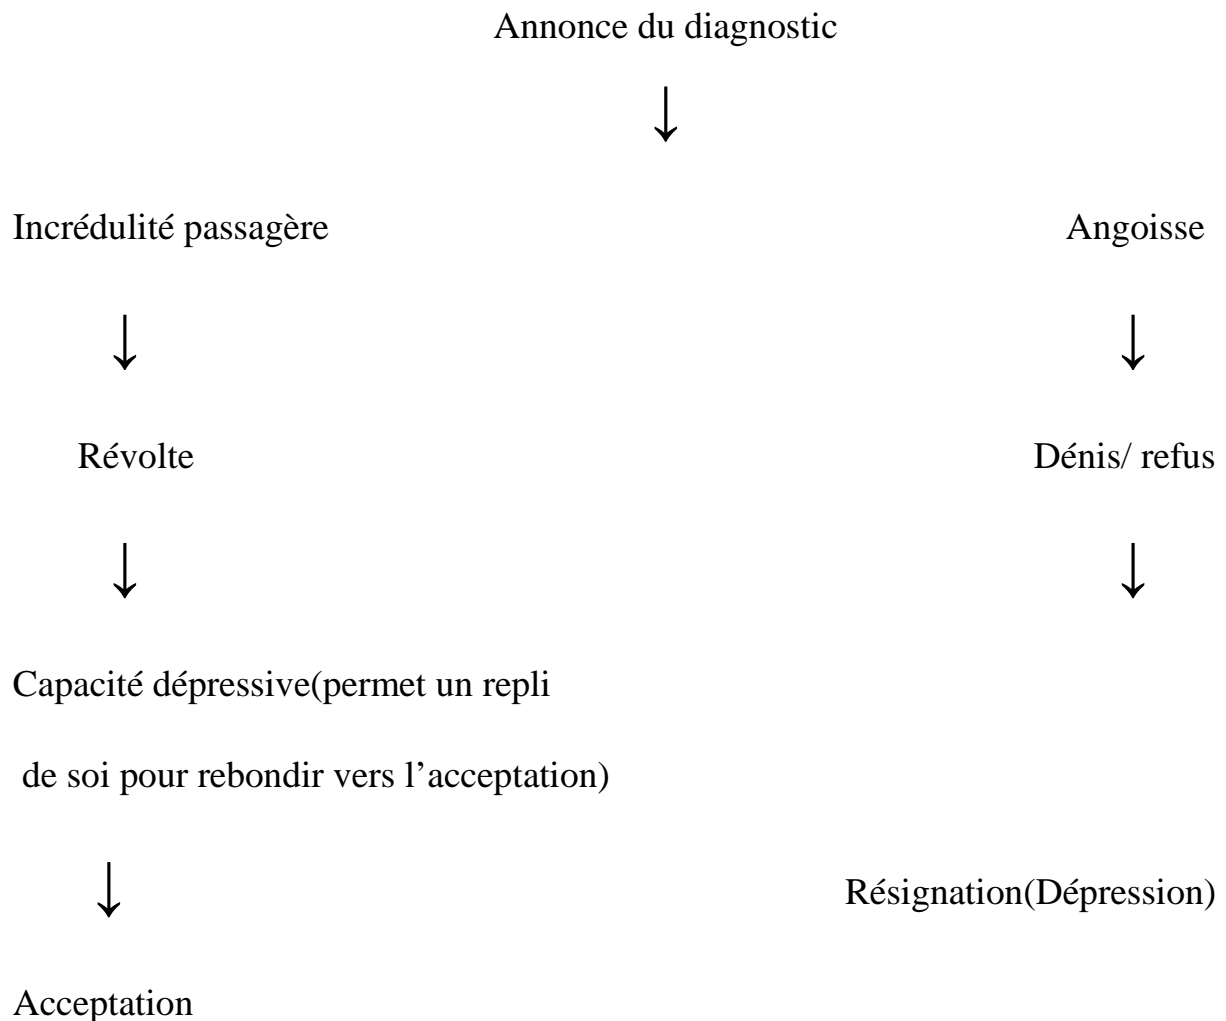 Annonce du diagnostic
↓
Incrédulité passagère Angoisse
↓ ↓
Révolte Dénis/ refus
↓ ↓
Capacité dépressive(permet un repli
de soi pour rebondir vers l’acceptation)
↓ Résignation(Dépression)
Acceptation